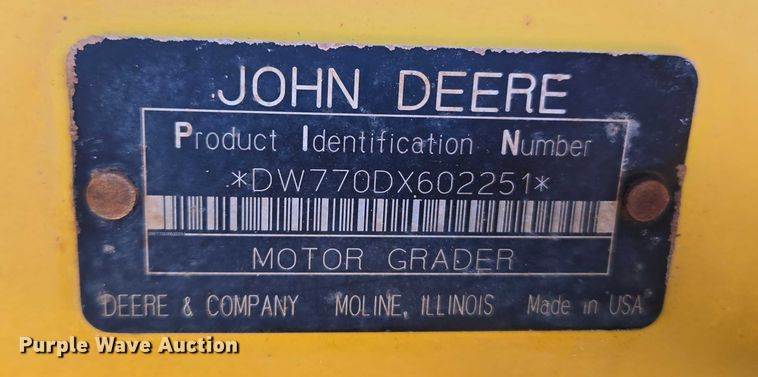 JOHN DEERE
Product Identification Number
*DW770DX602251*
MOTOR GRADER
DEERE & COMPANY MOLINE, ILLINOIS Made in USA
Purple Wave Auction